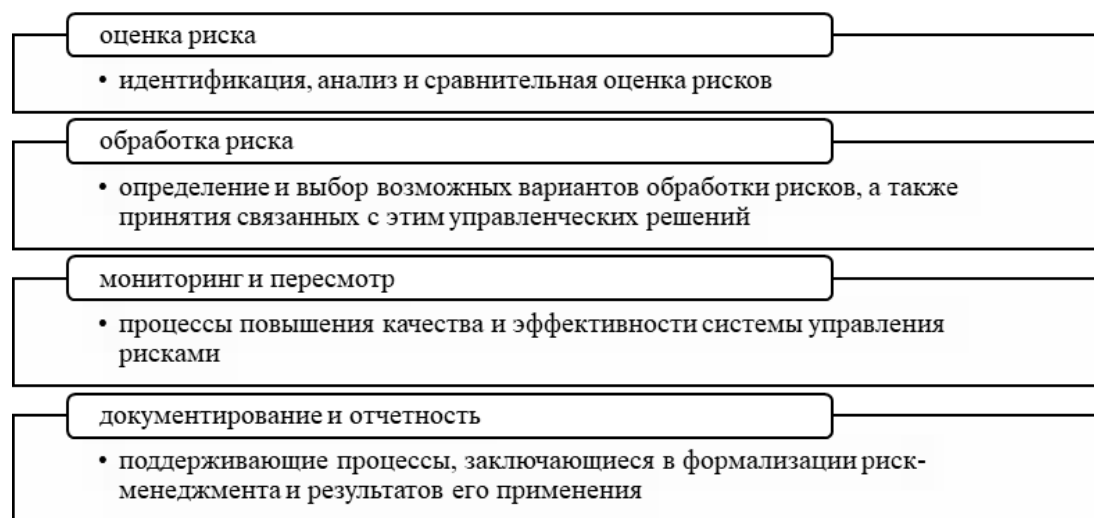 оценка риска
• идентификация, анализ и сравнительная оценка рисков
обработка риска
• определение и выбор возможных вариантов обработки рисков, а также
принятия связанных с этим управленческих решений
мониторинг и пересмотр
• процессы повышения качества и эффективности системы управления
рисками
документирование и отчетность
• поддерживающие процессы, заключающиеся в формализации риск-
менеджмента и результатов его применения